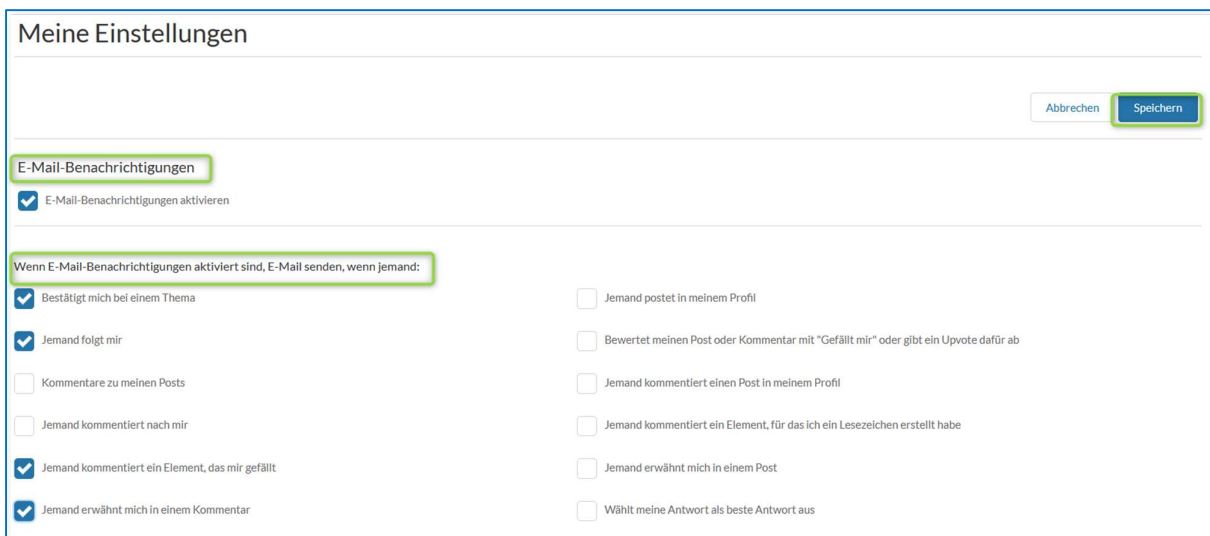 Meine Einstellungen
Abbrechen
Speichern
E-Mail-Benachrichtigungen
E-Mail-Benachrichtigungen aktivieren
Wenn E-Mail-Benachrichtigungen aktiviert sind, E-Mail senden, wenn jemand:
Bestätigt mich bei einem Thema
Jemand postet in meinem Profil
Jemand folgt mir
Bewertet meinen Post oder Kommentar mit "Gefällt mir" oder gibt ein Upvote dafür ab
Kommentare zu meinen Posts
Jemand kommentiert einen Post in meinem Profil
Jemand kommentiert nach mir
Jemand kommentiert ein Element, für das ich ein Lesezeichen erstellt habe
Jemand kommentiert ein Element, das mir gefällt
Jemand erwähnt mich in einem Post
Jemand erwähnt mich in einem Kommentar
Wählt meine Antwort als beste Antwort aus